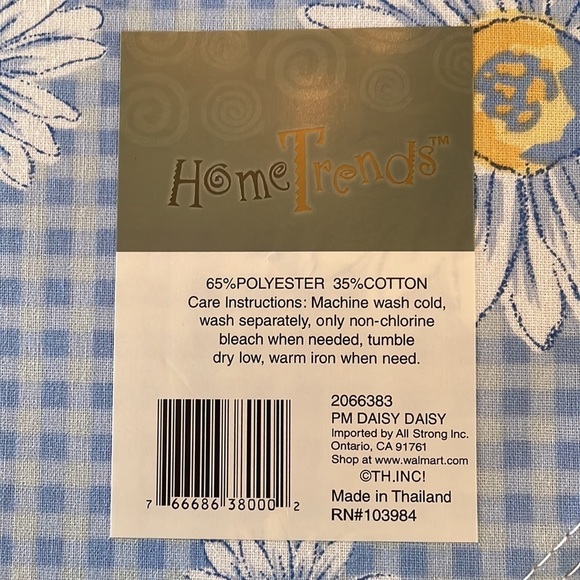 HomeTrends™
65%POLYESTER 35%COTTON
Care Instructions: Machine wash cold,
wash separately, only non-chlorine
bleach when needed, tumble
dry low, warm iron when need.
2066383
PM DAISY DAISY
Imported by All Strong Inc.
Ontario, CA 91761
Shop at www.walmart.com
©TH.INC!
Made in Thailand
RN#103984
7 66686 38000 2